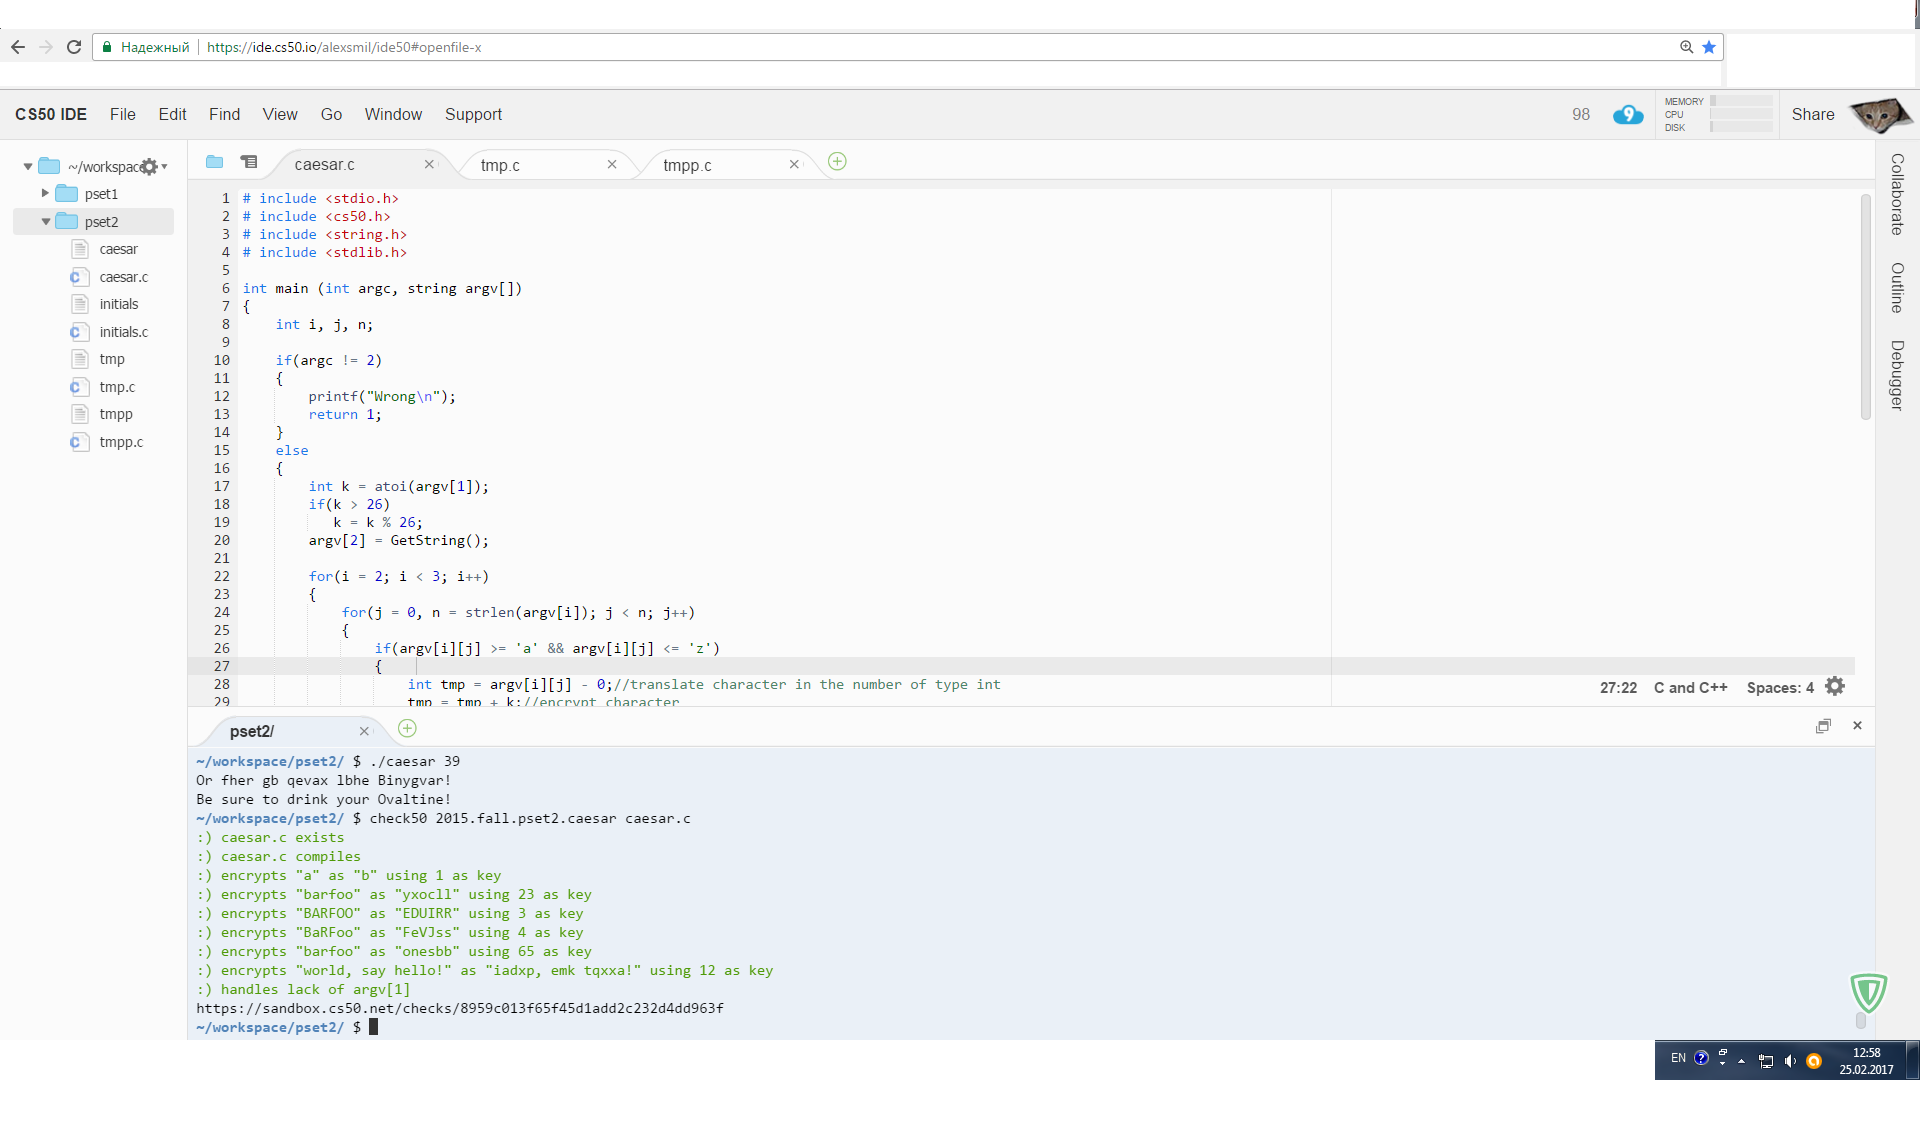 Надежный https://ide.cs50.io/alexsmil/ide50#openfile-x
CS50 IDE File Edit Find View Go Window Support 98 9 MEMORY CPU DISK Share
~/workspac
pset1
pset2
caesar
caesar.c
initials
initials.c
tmp
tmp.c
tmpp
tmpp.c
caesar.c tmp.c tmpp.c
1 # include <stdio.h>
2 # include <cs50.h>
3 # include <string.h>
4 # include <stdlib.h>
5
6 int main (int argc, string argv[])
7 {
8 int i, j, n;
9
10 if(argc != 2)
11 {
12 printf("Wrong\n");
13 return 1;
14 }
15 else
16 {
17 int k = atoi(argv[1]);
18 if(k > 26)
19 k = k % 26;
20 argv[2] = GetString();
21
22 for(i = 2; i < 3; i++)
23 {
24 for(j = 0, n = strlen(argv[i]); j < n; j++)
25 {
26 if(argv[i][j] >= 'a' && argv[i][j] <= 'z')
27 {
28 int tmp = argv[i][j] - 0;//translate character in the number of type int
29 tmp = tmp + k;//encrypt character
27:22 C and C++ Spaces: 4
Collaborate
Outline
Debugger
pset2/
~/workspace/pset2/ $ ./caesar 39
Or fher gb qevax lbhe Binygvar!
Be sure to drink your Ovaltine!
~/workspace/pset2/ $ check50 2015.fall.pset2.caesar caesar.c
:) caesar.c exists
:) caesar.c compiles
:) encrypts "a" as "b" using 1 as key
:) encrypts "barfoo" as "yxocll" using 23 as key
:) encrypts "BARFOO" as "EDUIRR" using 3 as key
:) encrypts "BaRFoo" as "FeVJss" using 4 as key
:) encrypts "barfoo" as "onesbb" using 65 as key
:) encrypts "world, say hello!" as "iadxp, emk tqxxa!" using 12 as key
:) handles lack of argv[1]
https://sandbox.cs50.net/checks/8959c013f65f45d1add2c232d4dd963f
~/workspace/pset2/ $
EN 12:58
25.02.2017